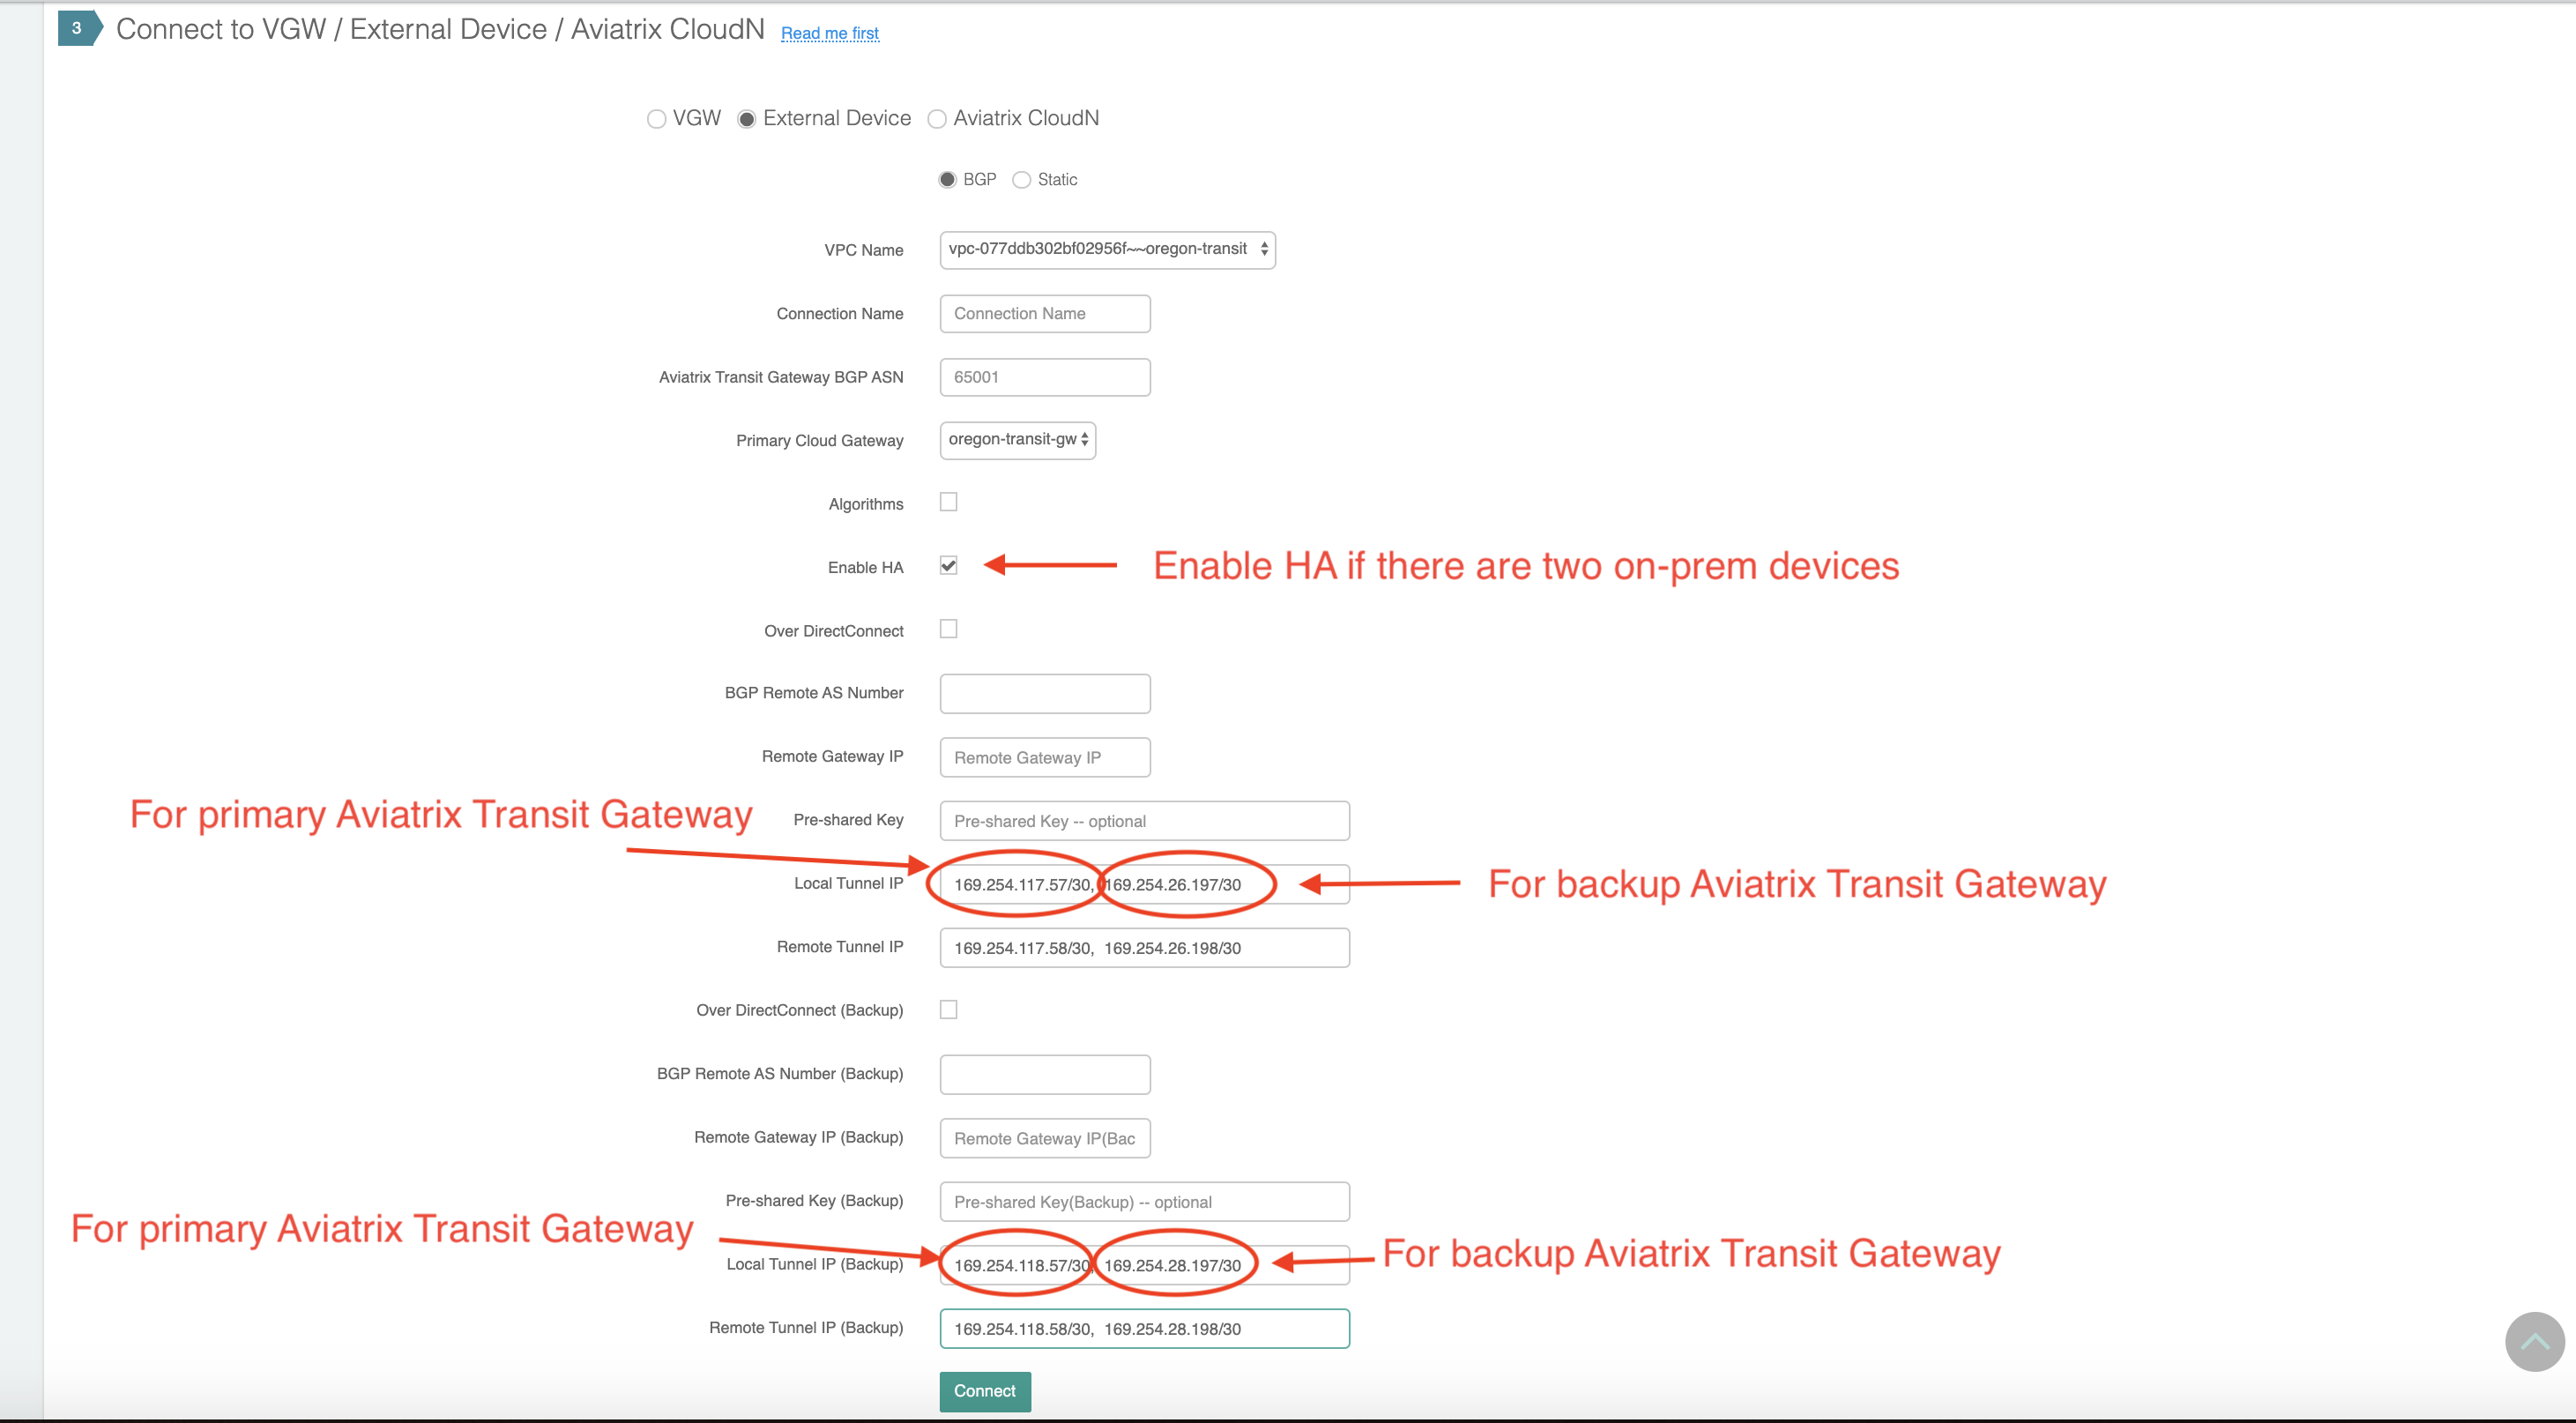 3 Connect to VGW / External Device / Aviatrix CloudN Read me first
VGW External Device Aviatrix CloudN
BGP Static
VPC Name vpc-077ddb302bf02956f~~oregon-transit
Connection Name Connection Name
Aviatrix Transit Gateway BGP ASN 65001
Primary Cloud Gateway oregon-transit-gw
Algorithms
Enable HA Enable HA if there are two on-prem devices
Over DirectConnect
BGP Remote AS Number
Remote Gateway IP Remote Gateway IP
For primary Aviatrix Transit Gateway
Pre-shared Key Pre-shared Key -- optional
Local Tunnel IP 169.254.117.57/30, 169.254.26.197/30 For backup Aviatrix Transit Gateway
Remote Tunnel IP 169.254.117.58/30, 169.254.26.198/30
Over DirectConnect (Backup)
BGP Remote AS Number (Backup)
Remote Gateway IP (Backup) Remote Gateway IP(Bac
Pre-shared Key (Backup) Pre-shared Key(Backup) -- optional
For primary Aviatrix Transit Gateway
Local Tunnel IP (Backup) 169.254.118.57/30 169.254.28.197/30 For backup Aviatrix Transit Gateway
Remote Tunnel IP (Backup) 169.254.118.58/30, 169.254.28.198/30
Connect